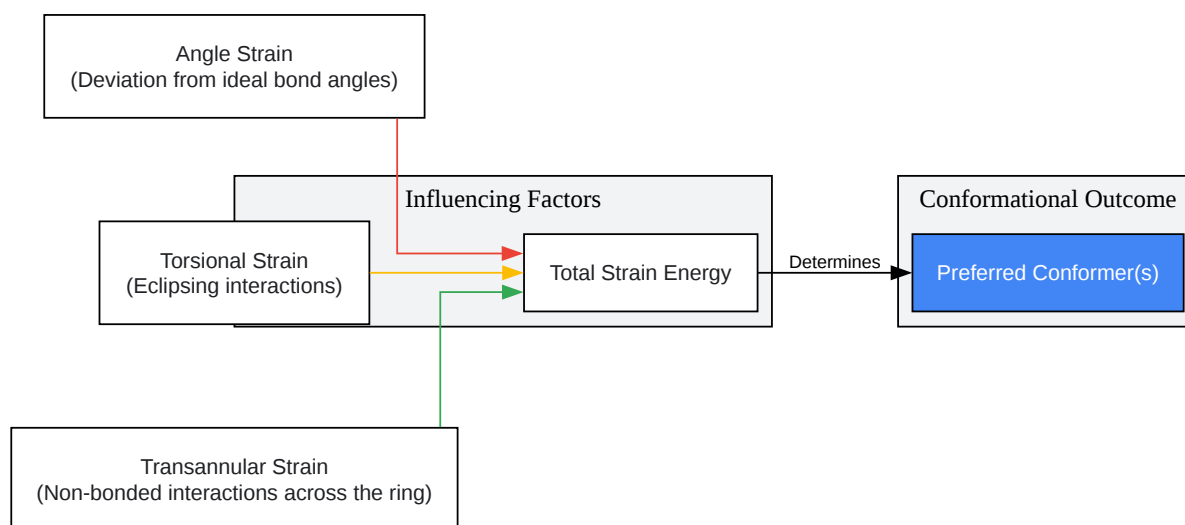 Angle Strain
(Deviation from ideal bond angles)
Influencing Factors
Conformational Outcome
Torsional Strain
(Eclipsing interactions)
Total Strain Energy
Determines
Preferred Conformer(s)
Transannular Strain
(Non-bonded interactions across the ring)